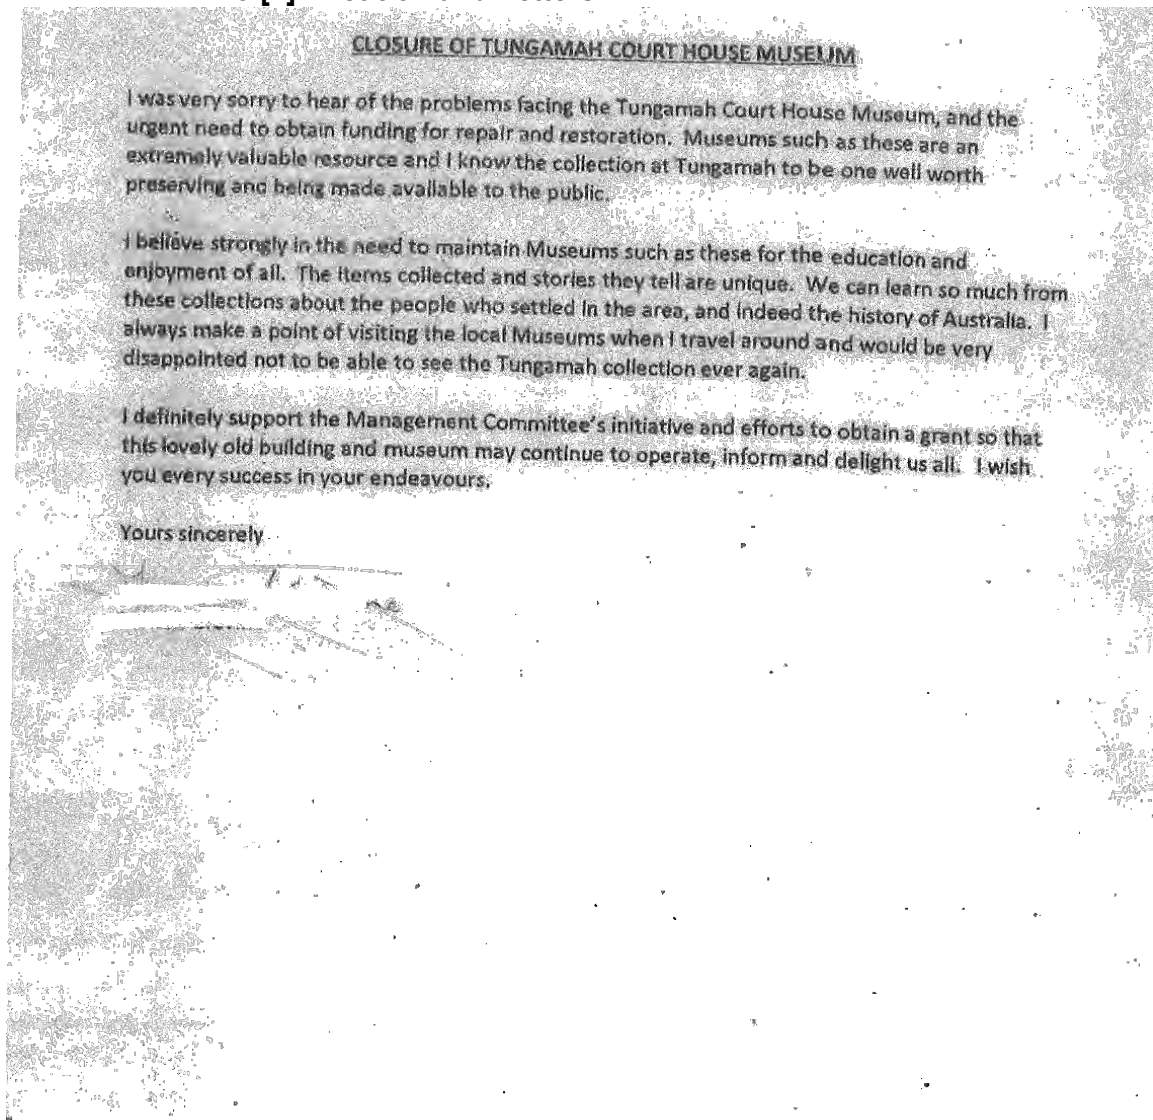 CLOSURE OF TUNGAMAH COURT HOUSE MUSEUM
I was very sorry to hear of the problems facing the Tungamah Court House Museum, and the
urgent need to obtain funding for repair and restoration. Museums such as these are an
extremely valuable resource and I know the collection at Tungamah to be one well worth
preserving and being made available to the public.
I believe strongly in the need to maintain Museums such as these for the education and
enjoyment of all. The items collected and stories they tell are unique. We can learn so much from
these collections about the people who settled in the area, and indeed the history of Australia. I
always make a point of visiting the local Museums when I travel around and would be very
disappointed not to be able to see the Tungamah collection ever again.
I definitely support the Management Committee's initiative and efforts to obtain a grant so that
this lovely old building and museum may continue to operate, inform and delight us all. I wish
you every success in your endeavours.
Yours sincerely